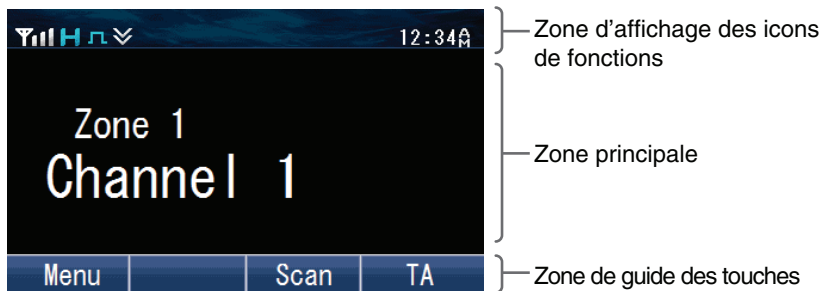 H 12:34AM
Zone d'affichage des icons
de fonctions
Zone 1
Channel 1
Zone principale
Menu Scan TA
Zone de guide des touches